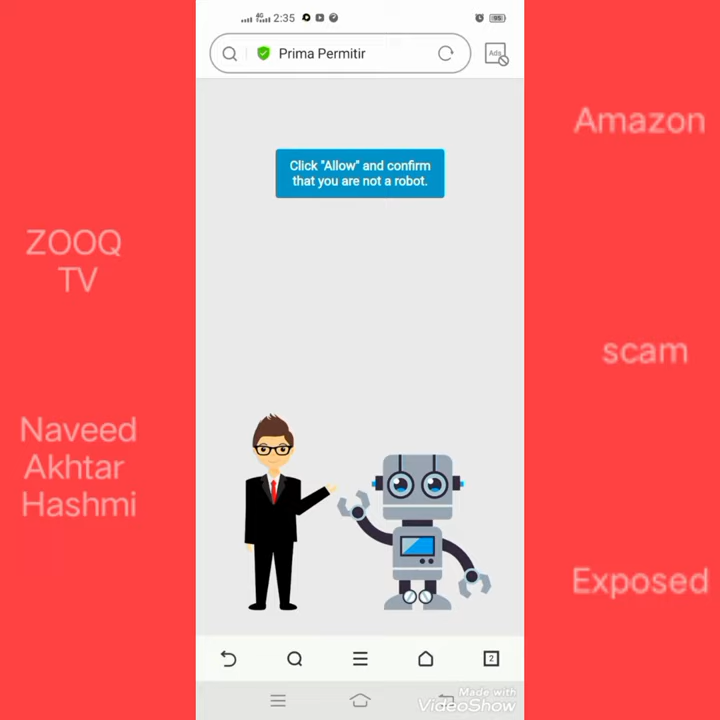 2:35
95
Prima Permitir
Ads
Click "Allow" and confirm
that you are not a robot.
Amazon
ZOOQ
TV
scam
Naveed
Akhtar
Hashmi
Exposed
2
Made with
VideoShow